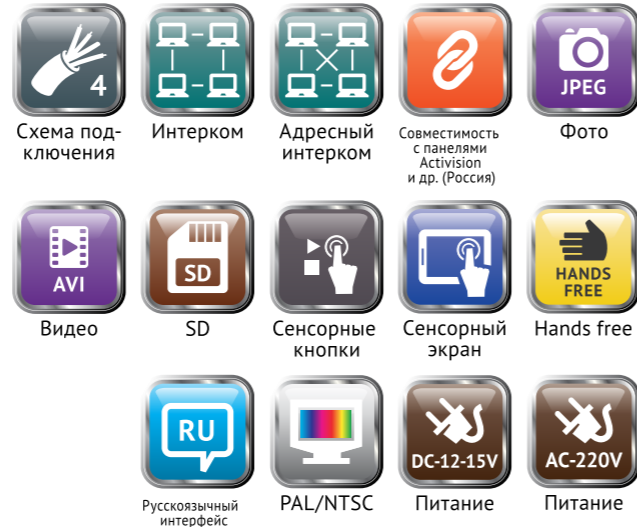 4
Схема под-
ключения
Интерком
Адресный
интерком
Совместимость
с панелями
Activision
и др. (Россия)
JPEG
Фото
AVI
Видео
SD
SD
Сенсорные
кнопки
Сенсорный
экран
HANDS
FREE
Hands free
RU
Русскоязычный
интерфейс
PAL/NTSC
DC-12-15V
Питание
AC-220V
Питание